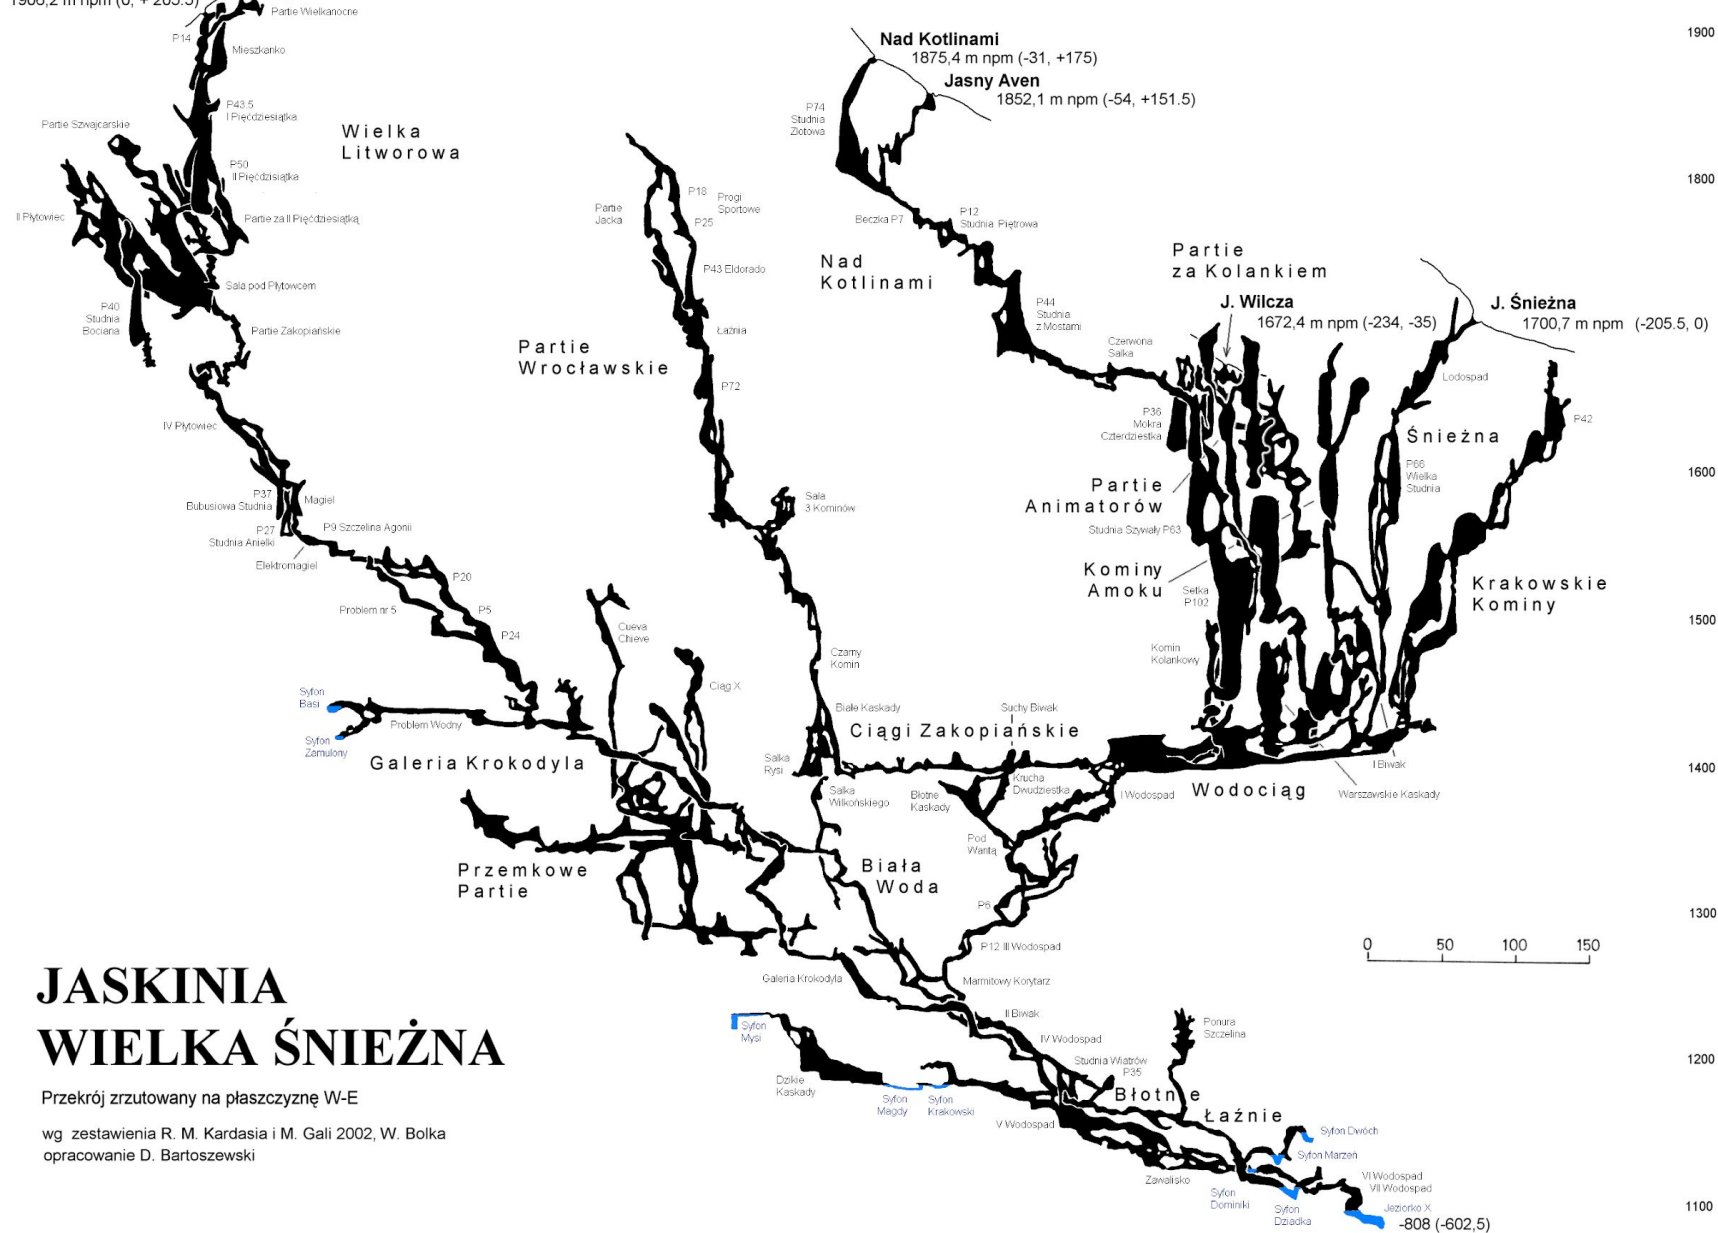 1906,2 m npm (0, + 205.5)
Partie Wielkanocne
P14
Mieszkanko
1900
Nad Kotlinami
1875,4 m npm (-31, +175)
Jasny Aven
1852,1 m npm (-54, +151.5)
P74
Studnia
Złotowa
P43.5
I Pięćdziesiątka
Partie Szwajcarskie
Wielka
Litworowa
P50
II Pięćdzisiątka
1800
II Płytowiec
Partie za II Pięćdziesiątką
Partie
Jacka
P18
Progi
Sportowe
P25
Beczka P7
P12
Studnia Piętrowa
Partie
za Kolankiem
P43 Eldorado
Nad
Kotlinami
Sala pod Płytowcem
P40
Studnia
Bociana
Partie Zakopiańskie
Łaźnia
P44
Studnia
z Mostami
J. Wilcza
1672,4 m npm (-234, -35)
J. Śnieżna
1700,7 m npm (-205.5, 0)
Partie
Wrocławskie
Czerwona
Salka
P72
Lodospad
IV Płytowiec
P36
Mokra
Czterdziestka
P42
Śnieżna
P66
Wielka
Studnia
1600
P37
Bubusiowa Studnia
Magiel
Sala
3 Kominów
Partie
Animatorów
P27
Studnia Anielki
P9 Szczelina Agonii
Studnia Szywały P63
Elektromagiel
P20
Kominy
Amoku
Setka
P102
Krakowskie
Kominy
Problem nr 5
P5
P24
1500
Cueva
Chieve
Czarny
Komin
Komin
Kolankowy
Ciąg X
Syfon
Basi
Problem Wodny
Białe Kaskady
Suchy Biwak
Ciągi Zakopiańskie
Syfon
Zamulony
Galeria Krokodyla
Salka
Rysi
I Biwak
1400
Salka
Wilkońskiego
Błotne
Kaskady
Krucha
Dwudziestka
I Wodospad
Wodociąg
Warszawskie Kaskady
Pod
Wantą
Przemkowe
Partie
Biała
Woda
P6
1300
P12 III Wodospad
0 50 100 150
JASKINIA
WIELKA ŚNIEŻNA
Galeria Krokodyla
Marmitowy Korytarz
II Biwak
Syfon
Mysi
Ponura
Szczelina
IV Wodospad
Studnia Wiatrów
P35
1200
Dzikie
Kaskady
Syfon
Magdy
Syfon
Krakowski
Błotnie
Łaźnie
Przekrój zrzutowany na płaszczyznę W-E
V Wodospad
wg zestawienia R. M. Kardasia i M. Gali 2002, W. Bolka
opracowanie D. Bartoszewski
Syfon Dwóch
Syfon Marzeń
Zawalisko
Syfon
Dominiki
VI Wodospad
VII Wodospad
Syfon
Dziadka
Jeziorko X
-808 (-602,5)
1100